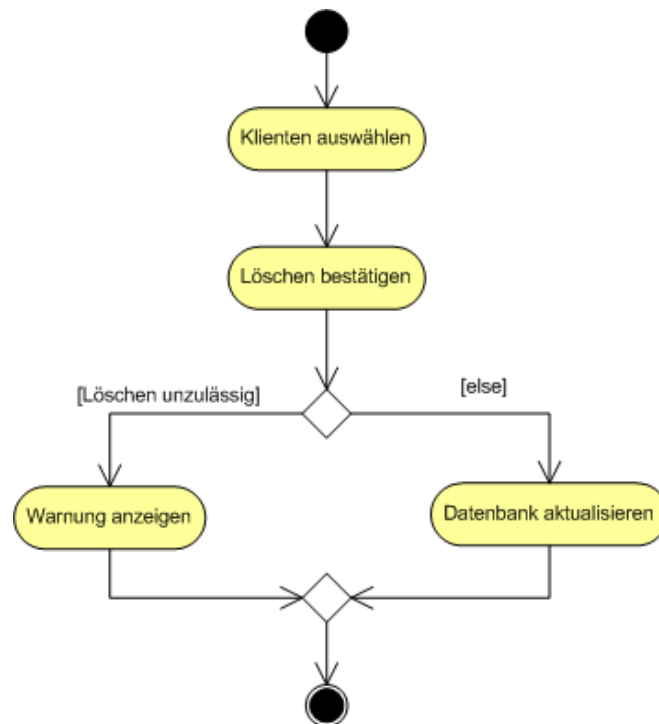 Klienten auswählen
Löschen bestätigen
[Löschen unzulässig]
[else]
Warnung anzeigen
Datenbank aktualisieren